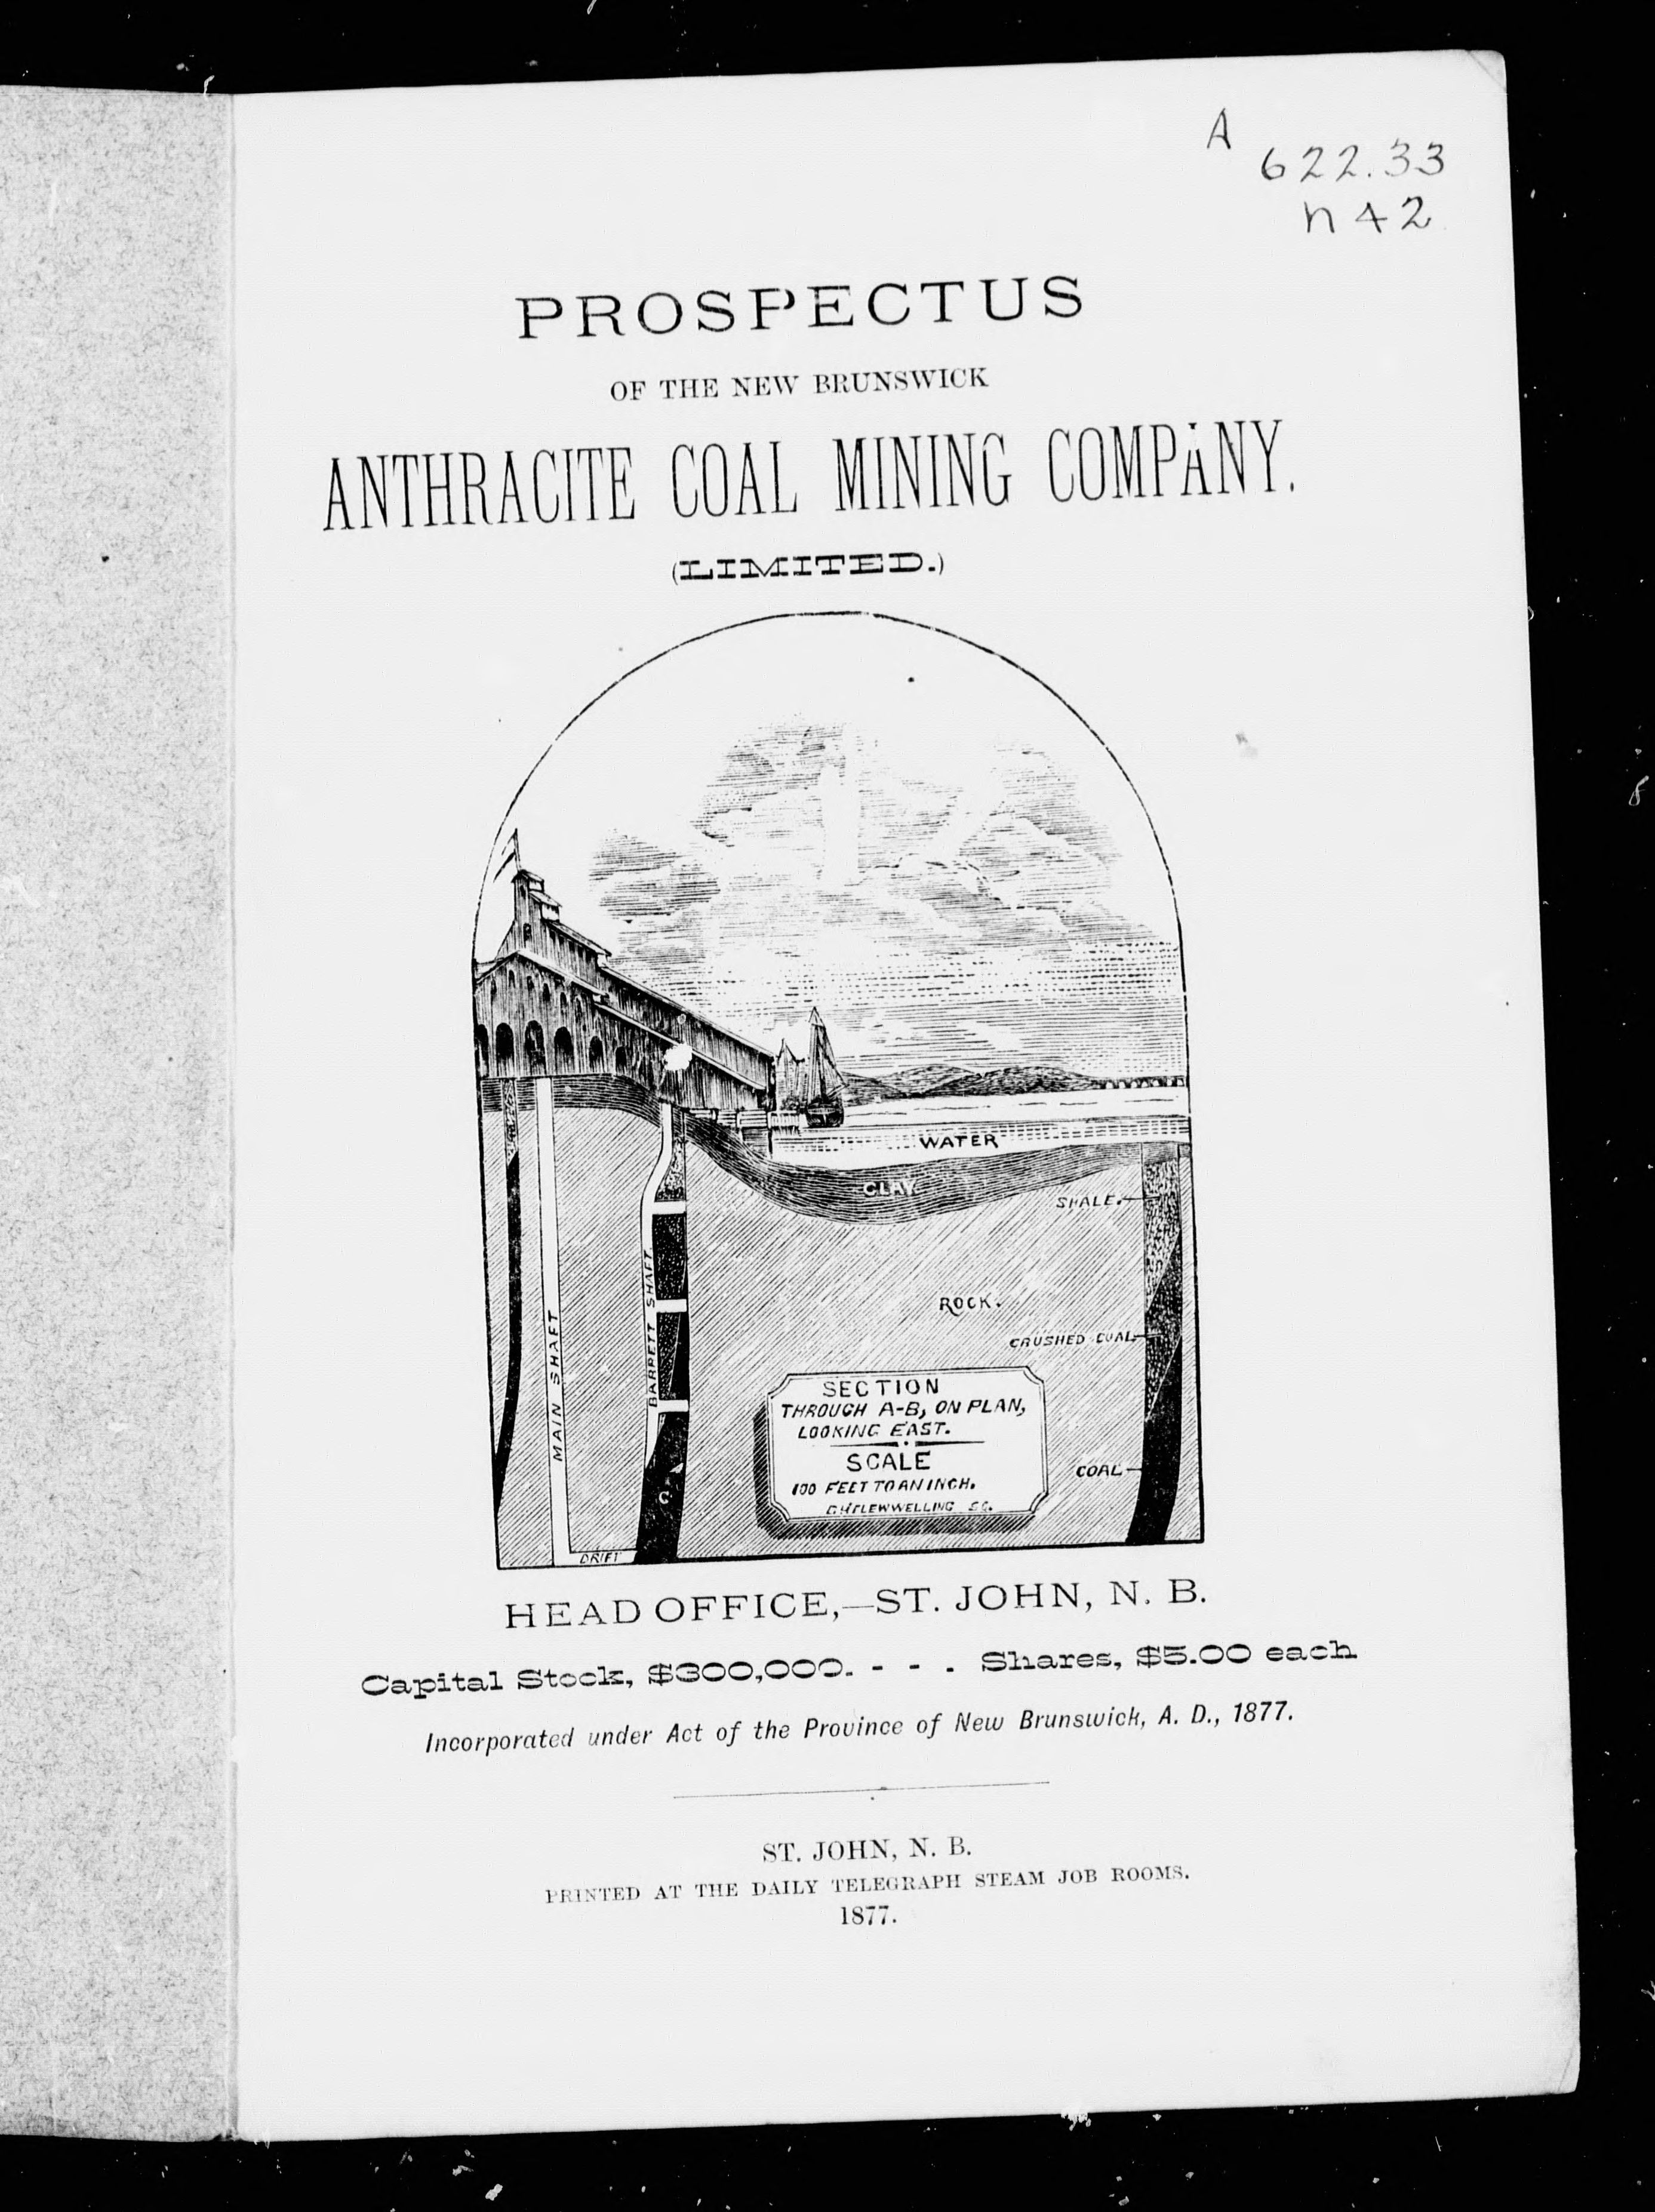 A
622.33
n42
PROSPECTUS
OF THE NEW BRUNSWICK
ANTHRACITE COAL MINING COMPANY.
(LIMITED.)
WATER
CLAY
SHALE.
ROCK.
CRUSHED COAL
COAL
MAIN SHAFT
BARRETT SHAFT
DRIFT
SECTION
THROUGH A-B, ON PLAN,
LOOKING EAST.
SCALE
100 FEET TO AN INCH.
G H FLEWWELLING SC.
HEAD OFFICE,—ST. JOHN, N. B.
Capital Stock, $300,000. - - . Shares, $5.00 each
Incorporated under Act of the Province of New Brunswick, A. D., 1877.
ST. JOHN, N. B.
PRINTED AT THE DAILY TELEGRAPH STEAM JOB ROOMS.
1877.